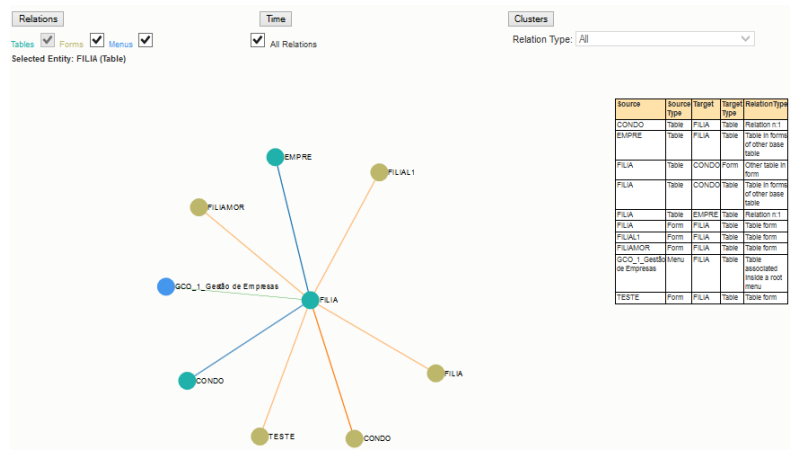 Relations
Time
Clusters
Tables Forms Menus
All Relations
Relation Type: All
Selected Entity: FILIA (Table)
Source Source Type Target Target Type RelationType
CONDO Table FILIA Table Relation n:1
EMPRE Table FILIA Table Table in forms of other base table
FILIA Table CONDO Form Other table in form
FILIA Table CONDO Table Table in forms of other base table
FILIA Table EMPRE Table Relation n:1
FILIA Form FILIA Table Table form
FILIAL1 Form FILIA Table Table form
FILIAMOR Form FILIA Table Table form
GCO_1_Gestão de Empresas Menu FILIA Table Table associated inside a root menu
TESTE Form FILIA Table Table form
EMPRE
FILIAL1
FILIAMOR
GCO_1_Gestão de Empresas
FILIA
FILIA
CONDO
TESTE
CONDO